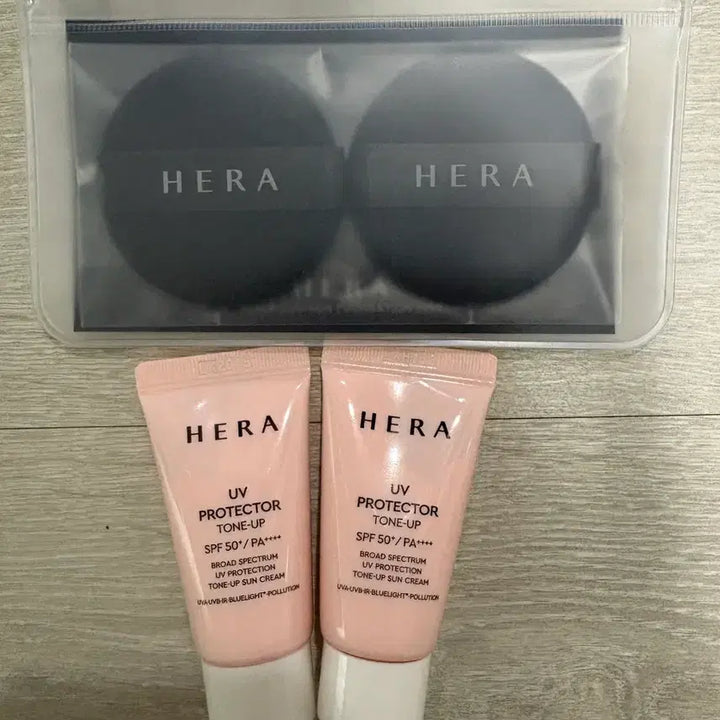 HERA
HERA
HERA
UV
PROTECTOR
TONE-UP
SPF 50+/PA++++
BROAD SPECTRUM
UV PROTECTION
TONE-UP SUN CREAM
UVA·UVB·IR·BLUELIGHT*·POLLUTION
HERA
UV
PROTECTOR
TONE-UP
SPF 50+/PA++++
BROAD SPECTRUM
UV PROTECTION
TONE-UP SUN CREAM
UVA·UVB·IR·BLUELIGHT*·POLLUTION